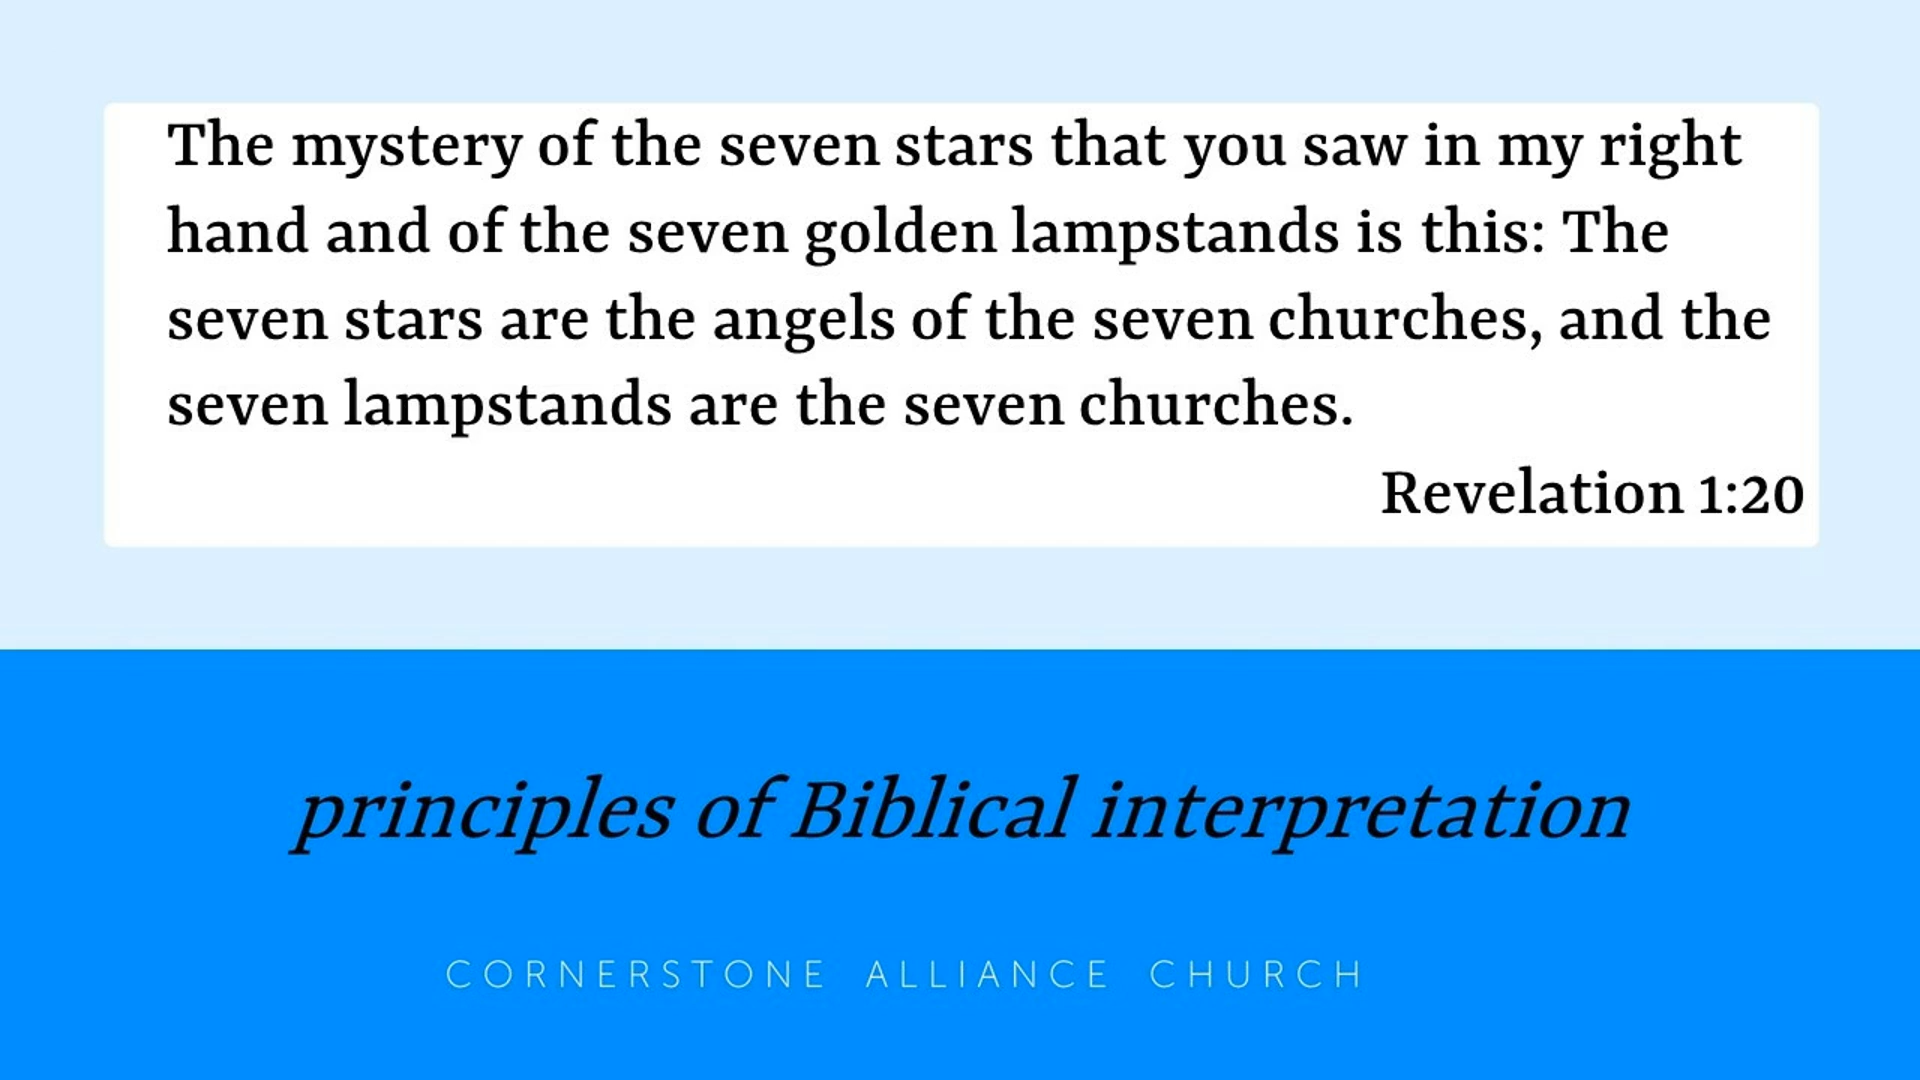 The mystery of the seven stars that you saw in my right
hand and of the seven golden lampstands is this: The
seven stars are the angels of the seven churches, and the
seven lampstands are the seven churches.
Revelation 1:20
principles of Biblical interpretation
CORNERSTONE ALLIANCE CHURCH